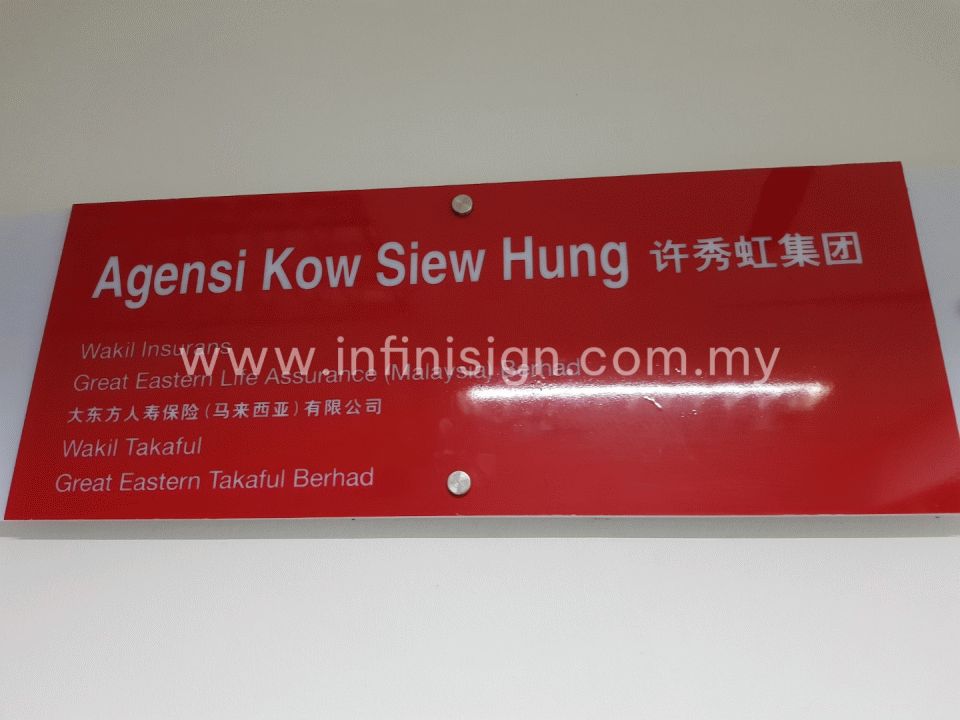 Agensi Kow Siew Hung 许秀虹集团
Wakil Insurans
www.infinisign.com.my
Great Eastern Life Assurance (Malaysia) Berhad
大东方人寿保险(马来西亚)有限公司
Wakil Takaful
Great Eastern Takaful Berhad